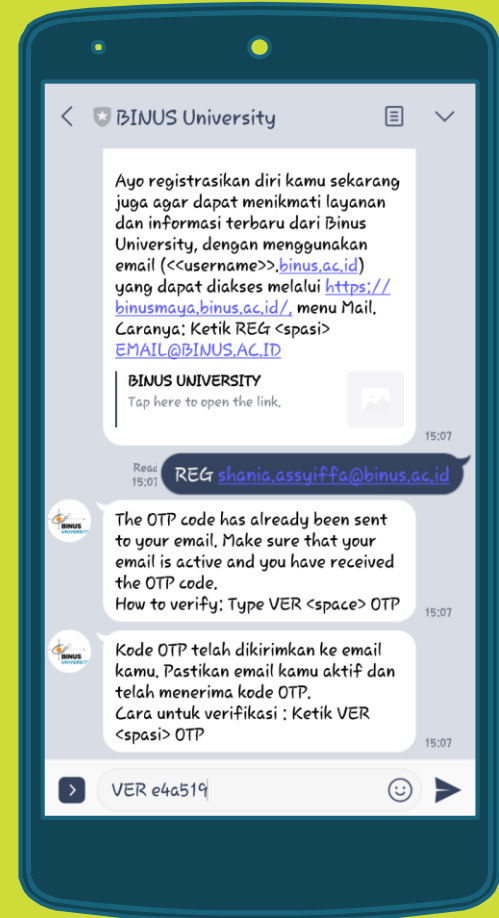 BINUS University
Ayo registrasikan diri kamu sekarang
juga agar dapat menikmati layanan
dan informasi terbaru dari Binus
University, dengan menggunakan
email (<<username>>.binus.ac.id)
yang dapat diakses melalui https://
binusmaya.binus.ac.id/, menu Mail.
Caranya: Ketik REG <spasi>
EMAIL@BINUS.AC.ID
BINUS UNIVERSITY
Tap here to open the link.
15:07
Read
15:07
REG shania.assyiffa@binus.ac.id
BINUS
UNIVERSITY
The OTP code has already been sent
to your email. Make sure that your
email is active and you have received
the OTP code.
How to verify: Type VER <space> OTP
15:07
BINUS
UNIVERSITY
Kode OTP telah dikirimkan ke email
kamu. Pastikan email kamu aktif dan
telah menerima kode OTP.
Cara untuk verifikasi : Ketik VER
<spasi> OTP
15:07
VER e4a519